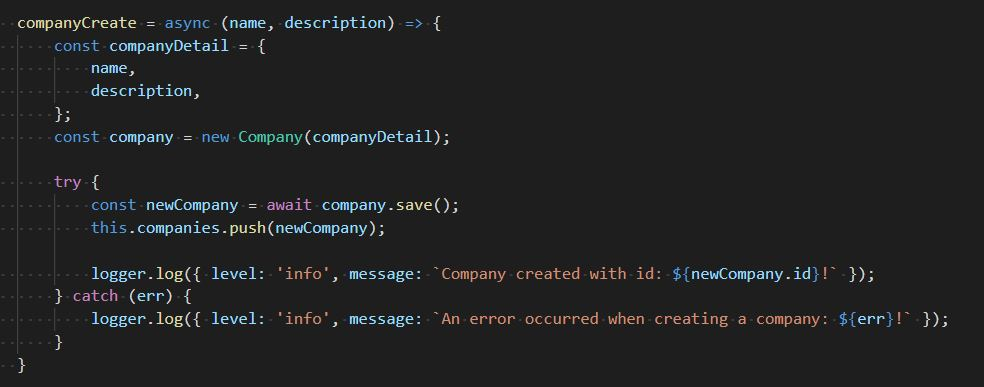 companyCreate = async (name, description) => {
const companyDetail = {
name,
description,
};
const company = new Company(companyDetail);
try {
const newCompany = await company.save();
this.companies.push(newCompany);
logger.log({ level: 'info', message: `Company created with id: ${newCompany.id}!` });
} catch (err) {
logger.log({ level: 'info', message: `An error occurred when creating a company: ${err}!` });
}
}